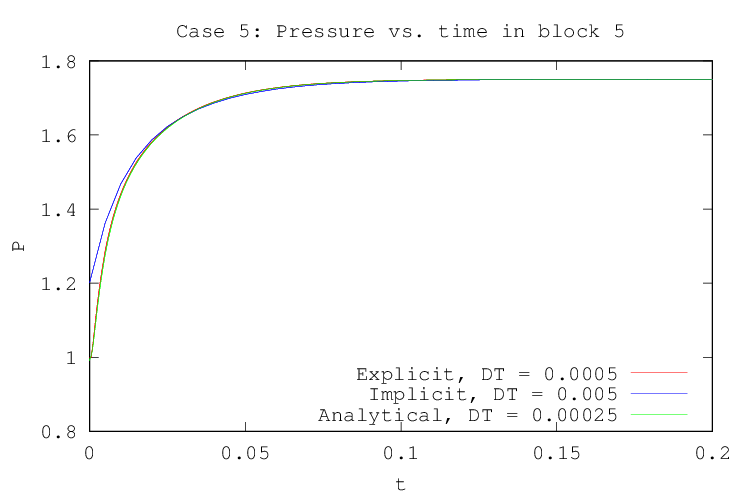 Case 5: Pressure vs. time in block 5
1.8
1.6
1.4
1.2
1
0.8
P
Explicit, DT = 0.0005
Implicit, DT = 0.005
Analytical, DT = 0.00025
0 0.05 0.1 0.15 0.2
t